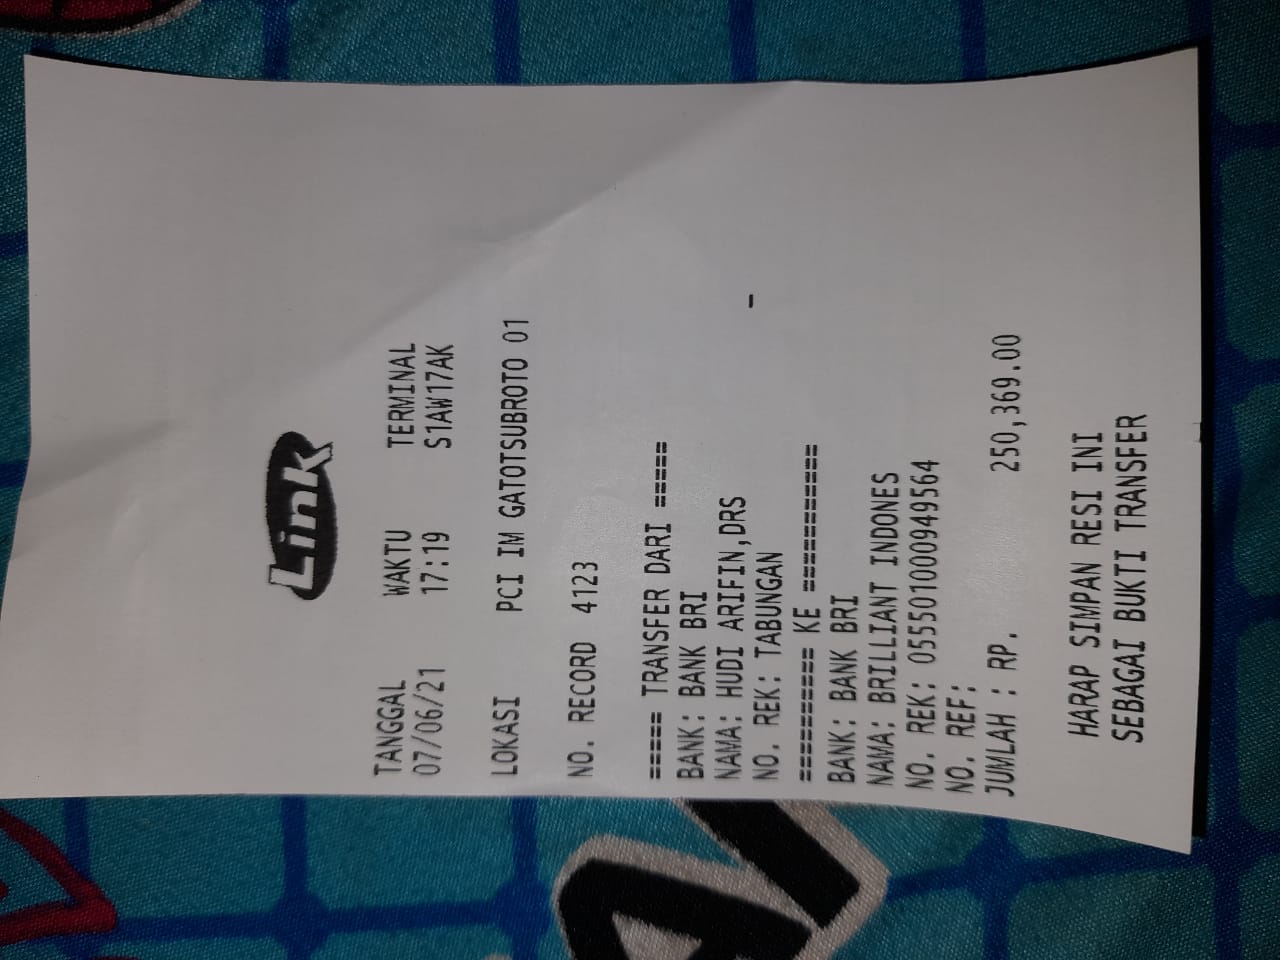 Link
TANGGAL WAKTU TERMINAL
07/06/21 17:19 S1AW17AK
LOKASI PCI IM GATOTSUBROTO 01
NO. RECORD 4123
===== TRANSFER DARI =====
BANK: BANK BRI
NAMA: HUDI ARIFIN,DRS
NO. REK: TABUNGAN -
========= KE ===========
BANK: BANK BRI
NAMA: BRILLIANT INDONES
NO. REK: 055501000949564
NO. REF:
JUMLAH : RP. 250,369.00
HARAP SIMPAN RESI INI
SEBAGAI BUKTI TRANSFER